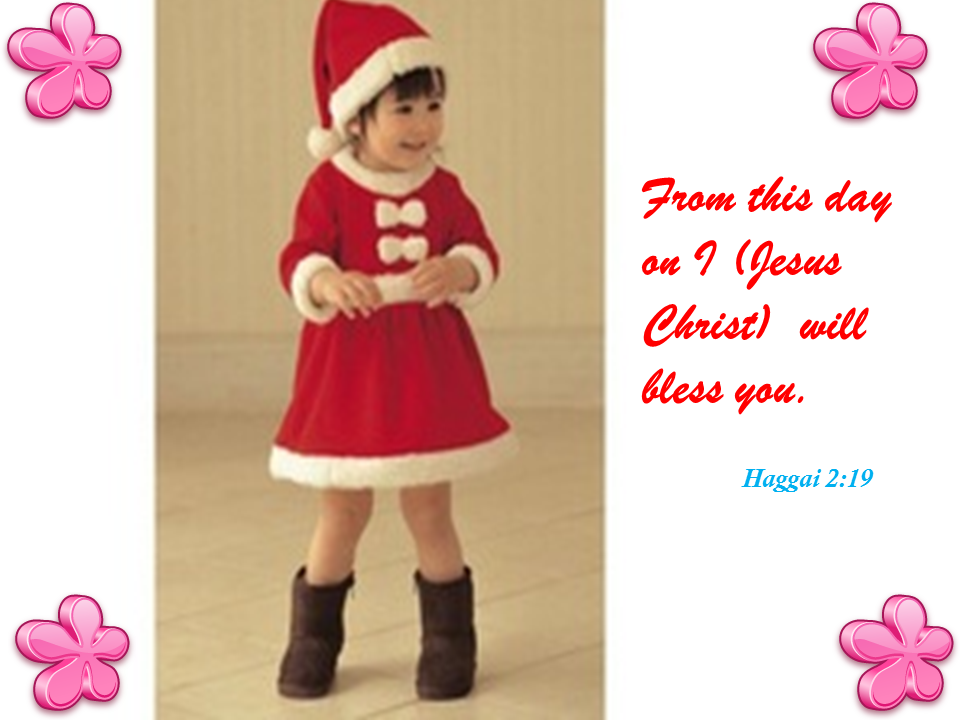 From this day
on I (Jesus
Christ) will
bless you.
Haggai 2:19